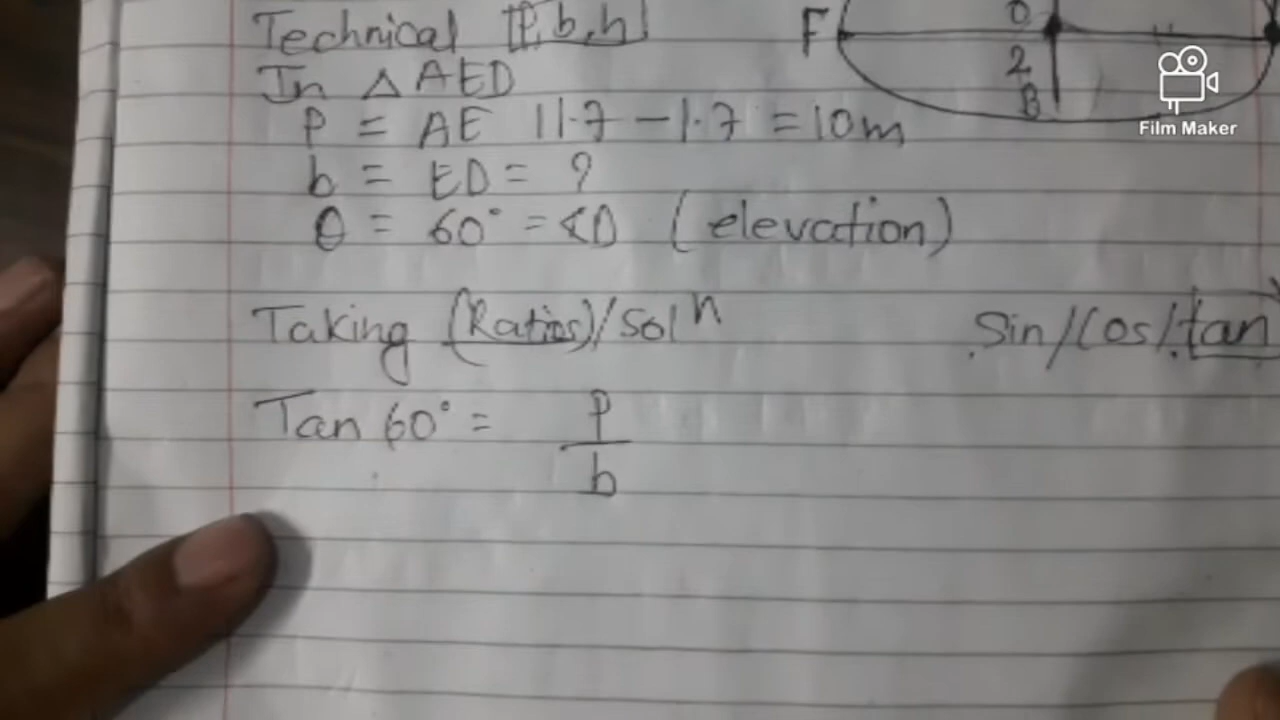 Technical [P, b, h]
In △ AED
P = AE 11.7 - 1.7 = 10m
b = ED = ?
θ = 60° = ∢D (elevation)
Taking (Ratios)/Solⁿ
Sin/Cos/tan
Tan 60° = P/b
F
O
2
B
Film Maker